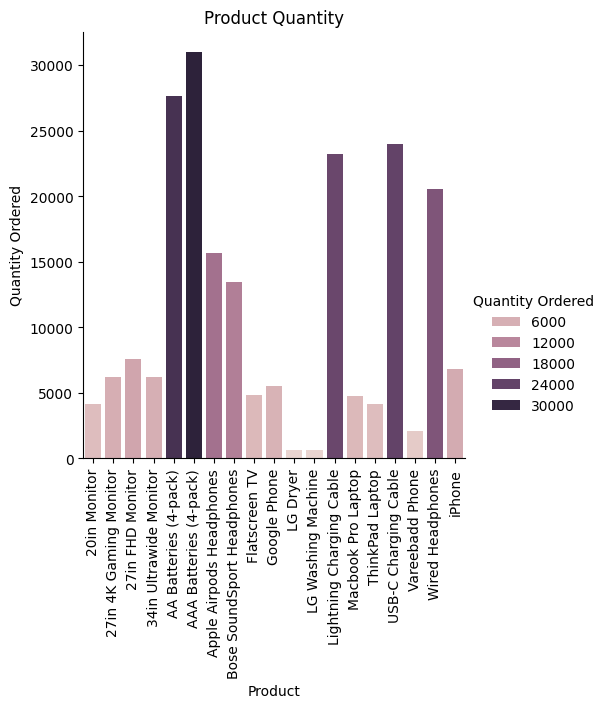 Product Quantity
Quantity Ordered
30000
25000
20000
15000
10000
5000
0
20in Monitor
27in 4K Gaming Monitor
27in FHD Monitor
34in Ultrawide Monitor
AA Batteries (4-pack)
AAA Batteries (4-pack)
Apple Airpods Headphones
Bose SoundSport Headphones
Flatscreen TV
Google Phone
LG Dryer
LG Washing Machine
Lightning Charging Cable
Macbook Pro Laptop
ThinkPad Laptop
USB-C Charging Cable
Vareebadd Phone
Wired Headphones
iPhone
Product
Quantity Ordered
6000
12000
18000
24000
30000